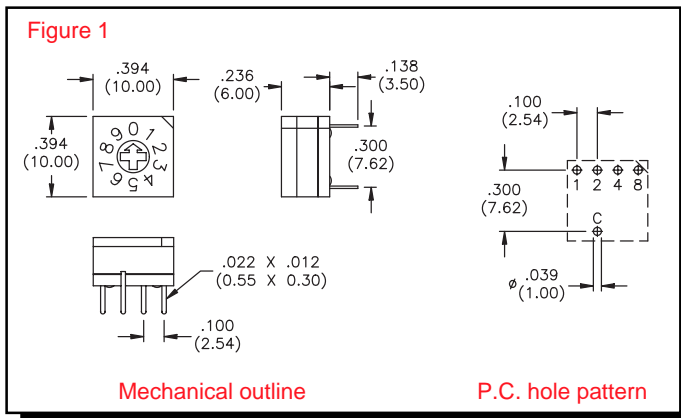 Figure 1
.394
(10.00)
.236
(6.00)
.138
(3.50)
.394
(10.00)
0 1 2 3 4 5 6 7 8 9
.300
(7.62)
.100
(2.54)
.300
(7.62)
1 2 4 8
C
ø .039
(1.00)
.022 X .012
(0.55 X 0.30)
.100
(2.54)
Mechanical outline
P.C. hole pattern